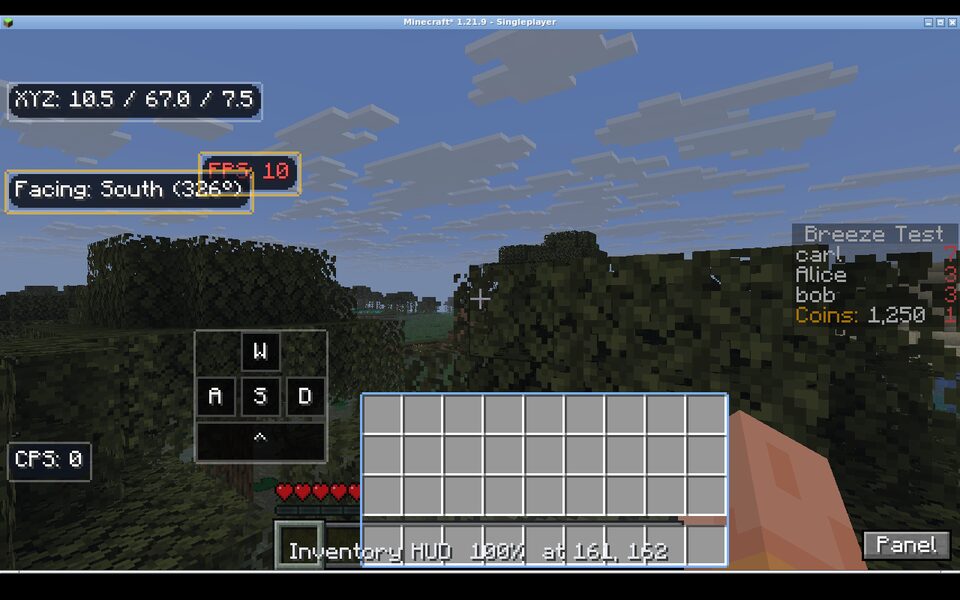 Minecraft* 1.21.9 - Singleplayer
XYZ: 10.5 / 67.0 / 7.5
FPS: 10
Facing: South (326°)
Breeze Test
carl 7
Alice 3
bob 3
Coins: 1,250 1
W
A S D
^
CPS: 0
Inventory HUD 100% at 161, 162
Panel